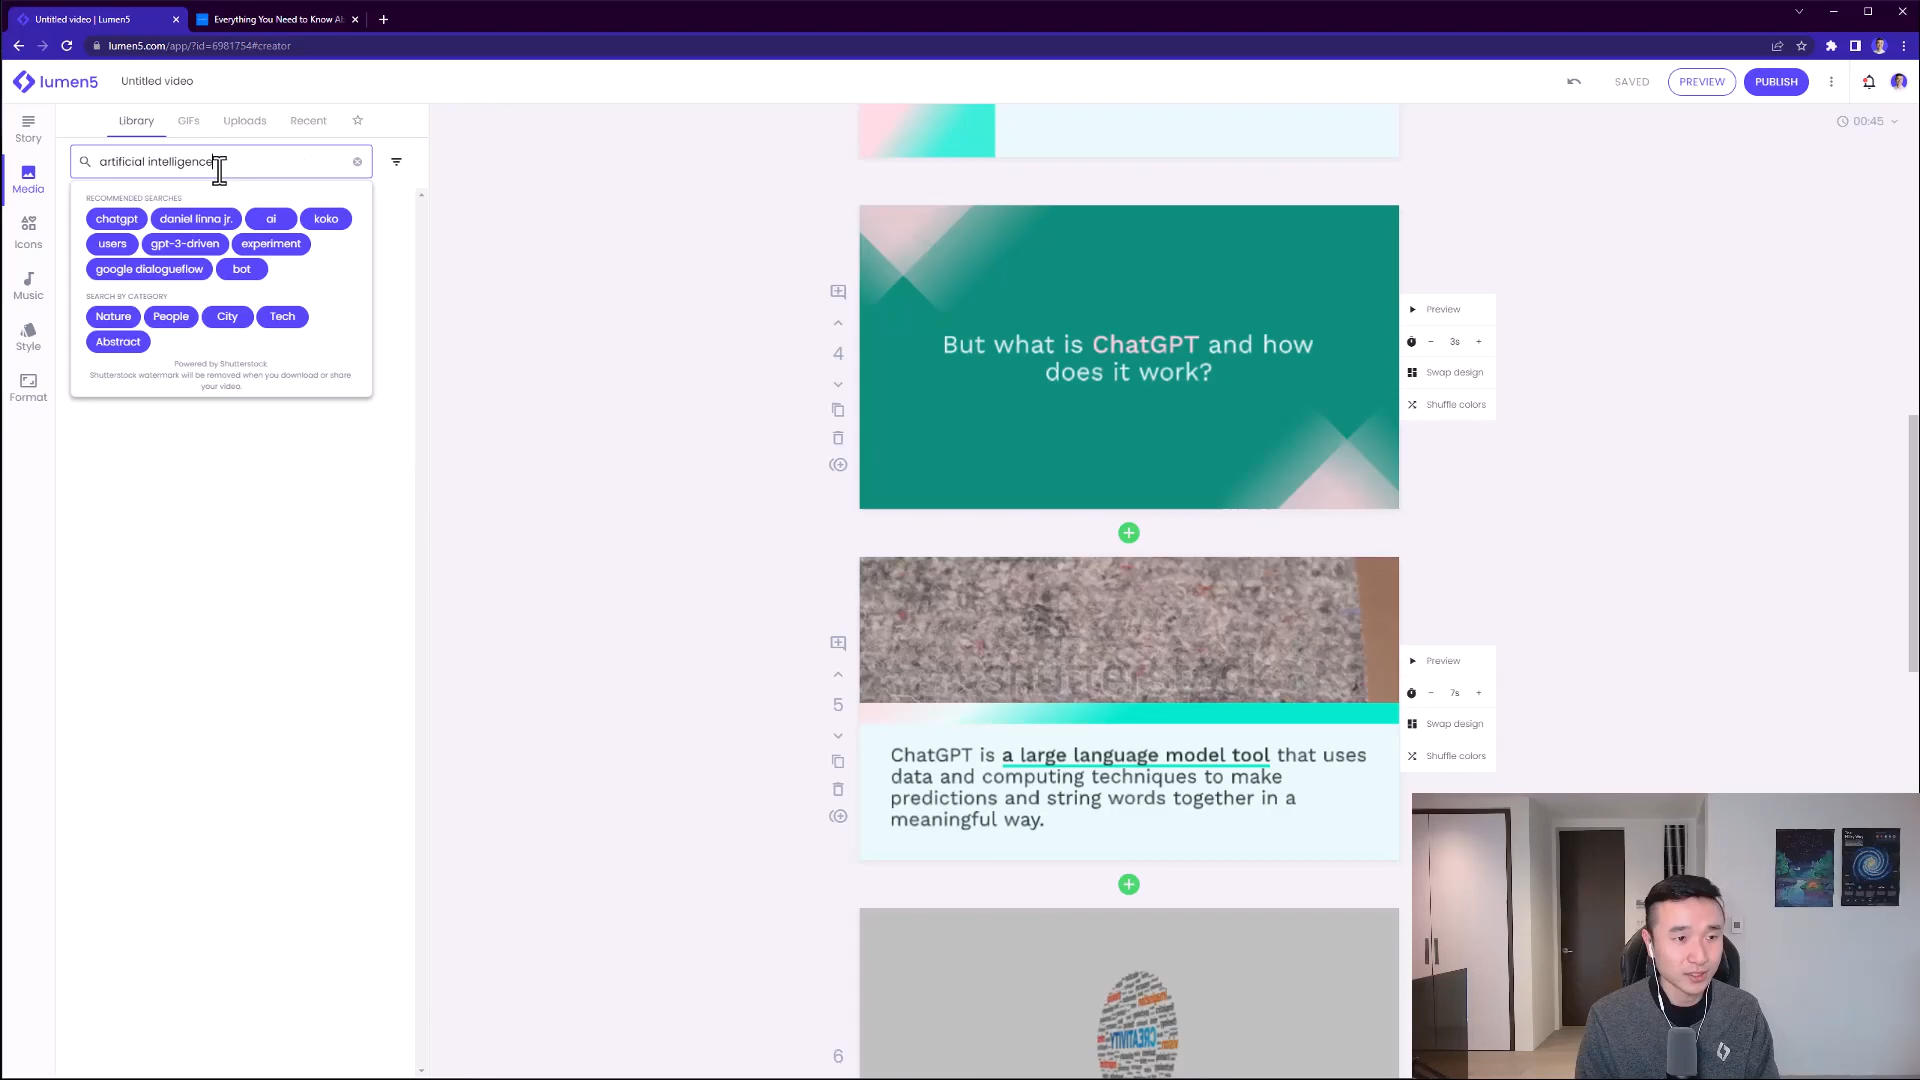 Untitled video | Lumen5
Everything You Need to Know Ab
lumen5.com/app/?id=6981754#creator
lumen5
Untitled video
SAVED
PREVIEW
PUBLISH
Story
Media
Icons
Music
Style
Format
Library
GIFs
Uploads
Recent
artificial intelligence
RECOMMENDED SEARCHES
chatgpt
daniel linna jr.
ai
koko
users
gpt-3-driven
experiment
google dialogueflow
bot
SEARCH BY CATEGORY
Nature
People
City
Tech
Abstract
Powered by Shutterstock.
Shutterstock watermark will be removed when you download or share
your video.
00:45
4
But what is ChatGPT and how
does it work?
Preview
3s
Swap design
Shuffle colors
5
shutterstock
ChatGPT is a large language model tool that uses
data and computing techniques to make
predictions and string words together in a
meaningful way.
Preview
7s
Swap design
Shuffle colors
6
CREATIVITY